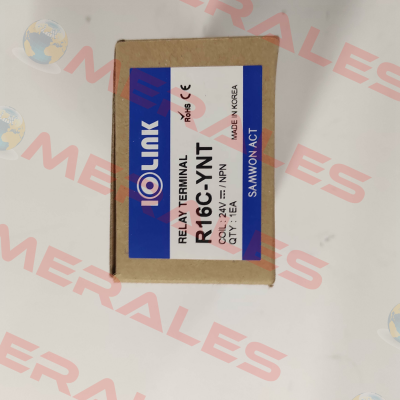 IOLINK
RELAY TERMINAL
R16C-YNT
COIL : 24V ⎓ / NPN
QTY : 1EA
RoHS CE
MADE IN KOREA
SAMWON ACT
MERALES
MERALES
MERALES